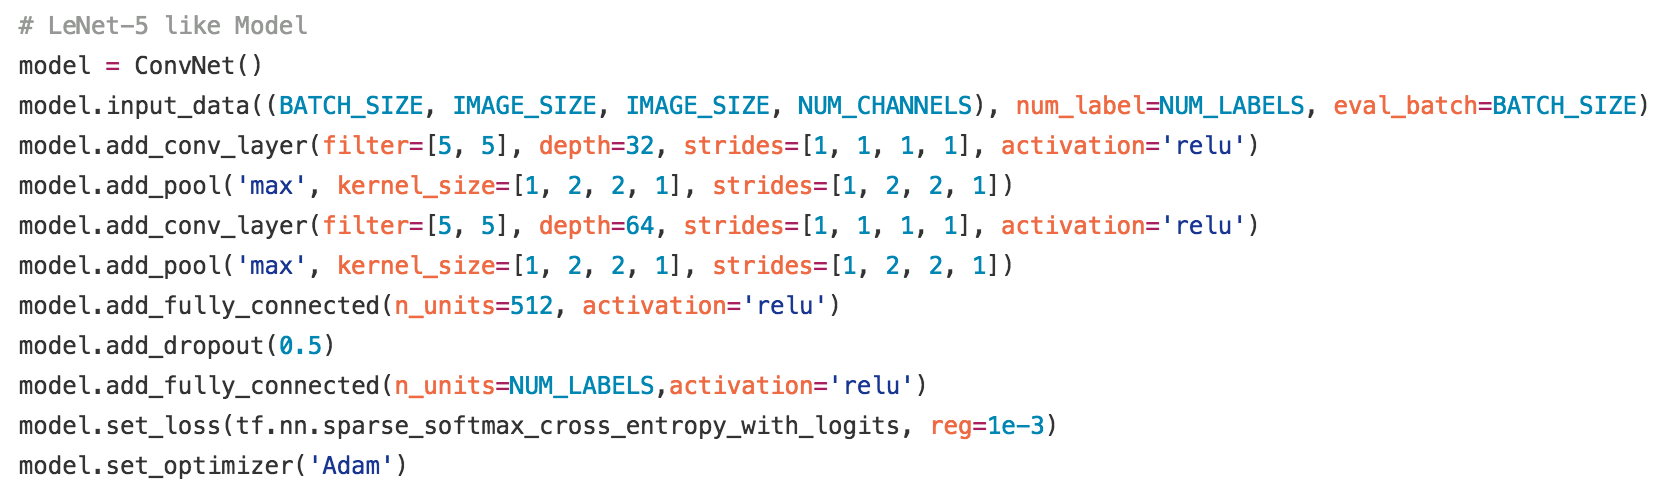 # LeNet-5 like Model
model = ConvNet()
model.input_data((BATCH_SIZE, IMAGE_SIZE, IMAGE_SIZE, NUM_CHANNELS), num_label=NUM_LABELS, eval_batch=BATCH_SIZE)
model.add_conv_layer(filter=[5, 5], depth=32, strides=[1, 1, 1, 1], activation='relu')
model.add_pool('max', kernel_size=[1, 2, 2, 1], strides=[1, 2, 2, 1])
model.add_conv_layer(filter=[5, 5], depth=64, strides=[1, 1, 1, 1], activation='relu')
model.add_pool('max', kernel_size=[1, 2, 2, 1], strides=[1, 2, 2, 1])
model.add_fully_connected(n_units=512, activation='relu')
model.add_dropout(0.5)
model.add_fully_connected(n_units=NUM_LABELS,activation='relu')
model.set_loss(tf.nn.sparse_softmax_cross_entropy_with_logits, reg=1e-3)
model.set_optimizer('Adam')